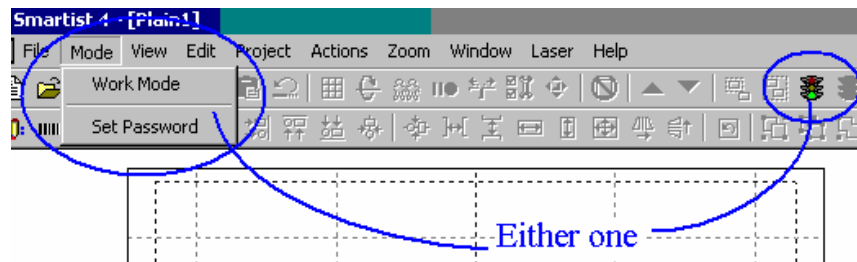 Smartist 4 - [Plain1]
File Mode View Edit Project Actions Zoom Window Laser Help
Work Mode
Set Password
Either one